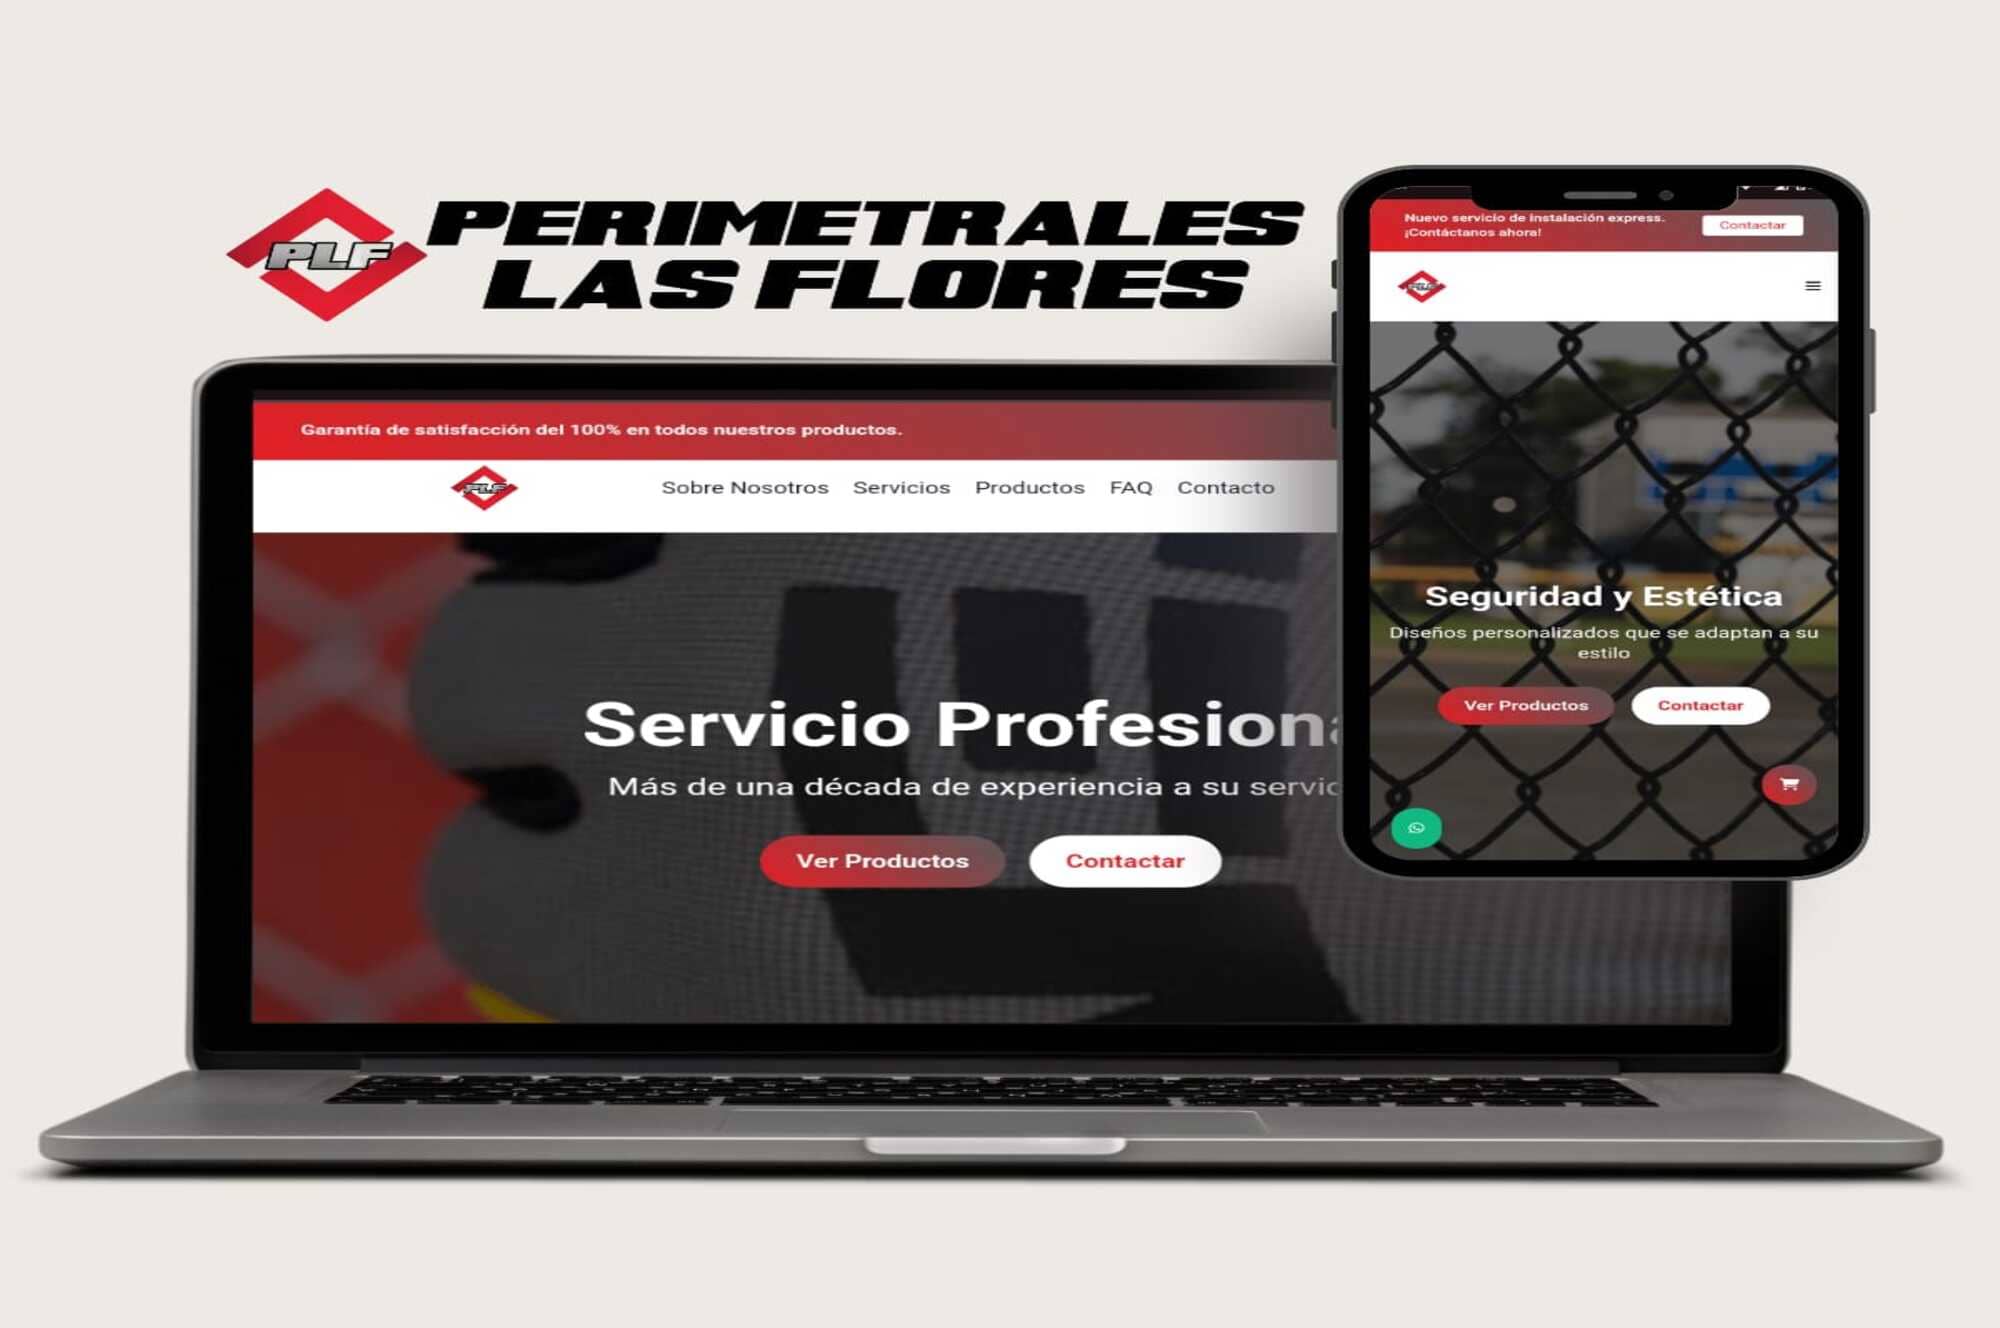 PLF
PERIMETRALES
LAS FLORES
Nuevo servicio de instalación express.
¡Contáctanos ahora!
Contactar
PLF
Seguridad y Estética
Diseños personalizados que se adaptan a su
estilo
Ver Productos
Contactar
Garantía de satisfacción del 100% en todos nuestros productos.
PLF
Sobre Nosotros
Servicios
Productos
FAQ
Contacto
Servicio Profesiona
Más de una década de experiencia a su servic
Ver Productos
Contactar